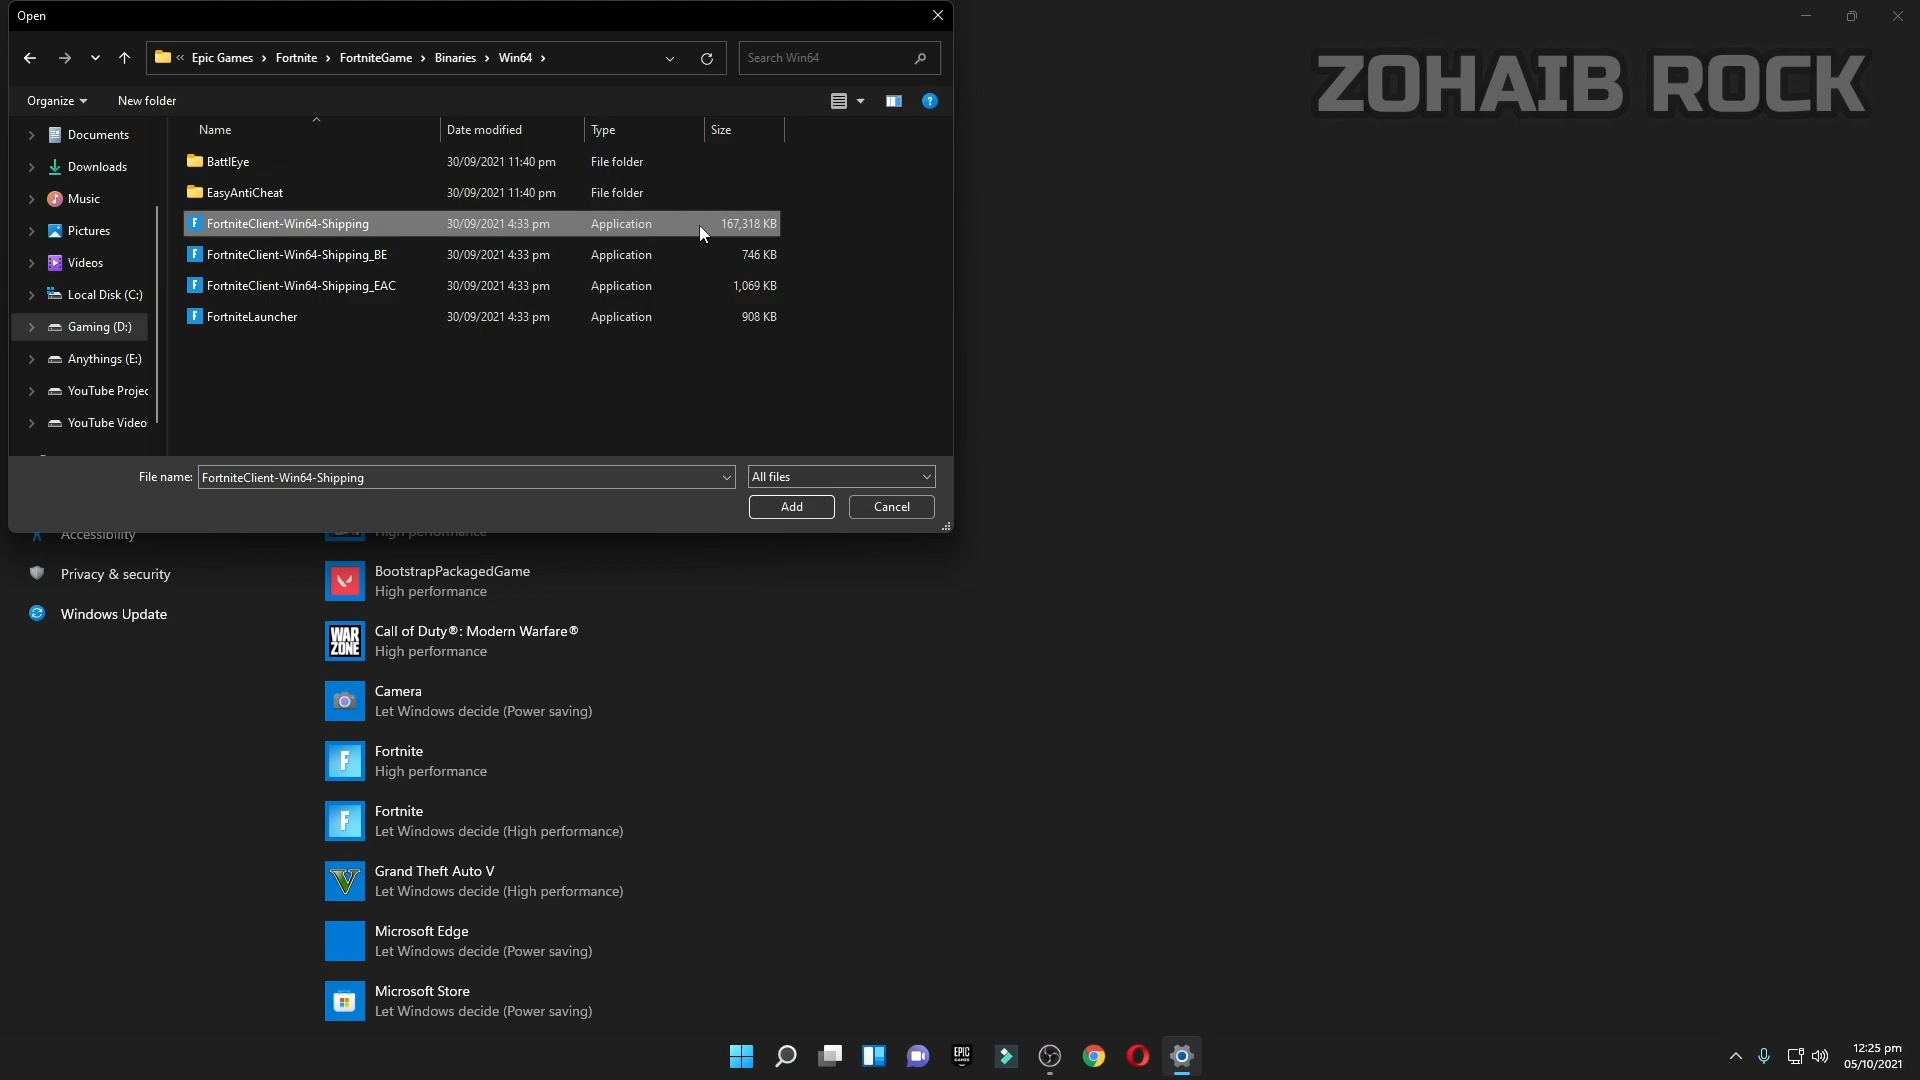 Open
ZOHAIB ROCK
« Epic Games › Fortnite › FortniteGame › Binaries › Win64 ›
Search Win64
Organize
New folder
Name
Date modified
Type
Size
Documents
Downloads
Music
Pictures
Videos
Local Disk (C:)
Gaming (D:)
Anythings (E:)
YouTube Projec
YouTube Video
BattlEye 30/09/2021 11:40 pm File folder
EasyAntiCheat 30/09/2021 11:40 pm File folder
FortniteClient-Win64-Shipping 30/09/2021 4:33 pm Application 167,318 KB
FortniteClient-Win64-Shipping_BE 30/09/2021 4:33 pm Application 746 KB
FortniteClient-Win64-Shipping_EAC 30/09/2021 4:33 pm Application 1,069 KB
FortniteLauncher 30/09/2021 4:33 pm Application 908 KB
File name: FortniteClient-Win64-Shipping
All files
Add
Cancel
Accessibility
Privacy & security
Windows Update
High performance
BootstrapPackagedGame
High performance
WAR
ZONE
Call of Duty®: Modern Warfare®
High performance
Camera
Let Windows decide (Power saving)
Fortnite
High performance
Fortnite
Let Windows decide (High performance)
Grand Theft Auto V
Let Windows decide (High performance)
Microsoft Edge
Let Windows decide (Power saving)
Microsoft Store
Let Windows decide (Power saving)
EPIC
GAMES
12:25 pm
05/10/2021